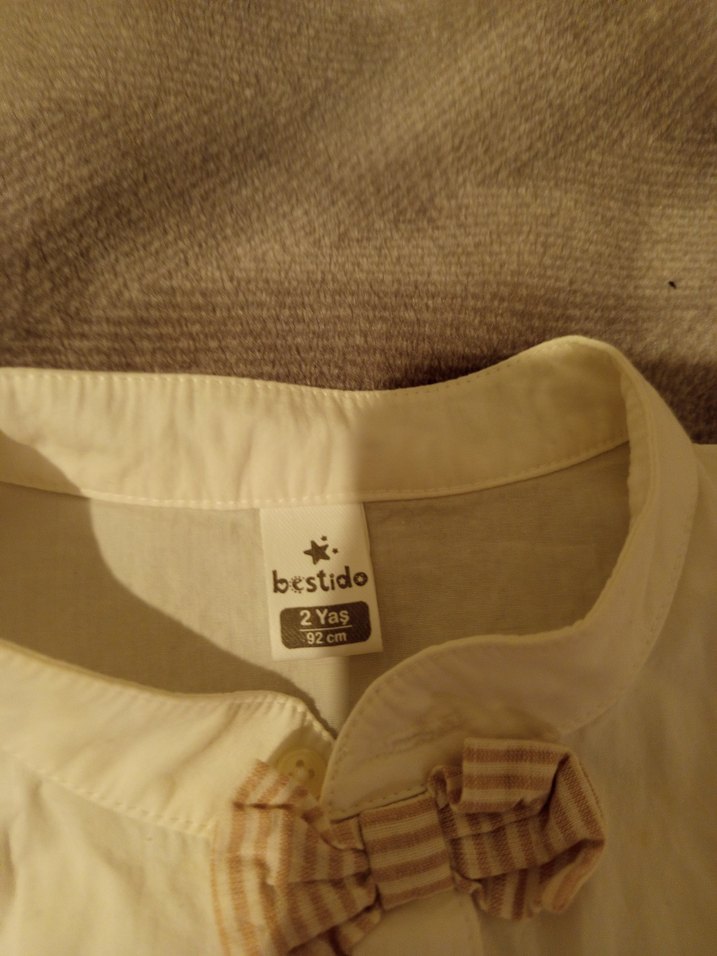 bestido
2 Yaş
92 cm